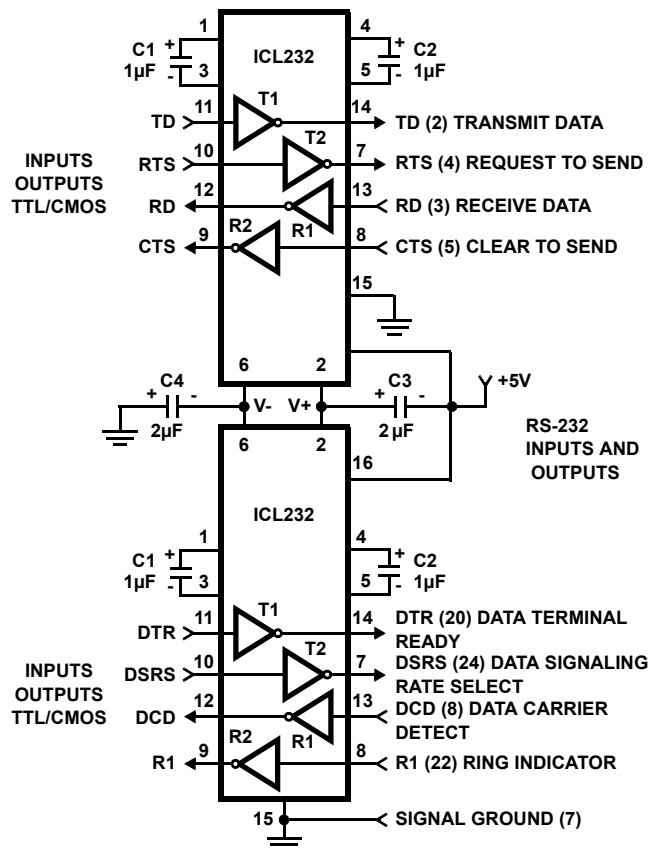 1
4
C1 +
1µF
-
3
ICL232
+ C2
5 - 1µF
11
T1
14
TD
TD (2) TRANSMIT DATA
10
T2
7
RTS
RTS (4) REQUEST TO SEND
INPUTS
OUTPUTS
TTL/CMOS
12
13
RD
R1
RD (3) RECEIVE DATA
9
R2
8
CTS
CTS (5) CLEAR TO SEND
15
6
2
C4
+ -
2µF
V-
V+
C3
+ -
2µF
+5V
RS-232
INPUTS AND
OUTPUTS
6
2
16
ICL232
1
4
C1 +
1µF
-
3
+ C2
5 - 1µF
11
T1
14
DTR
DTR (20) DATA TERMINAL
READY
10
T2
7
DSRS
DSRS (24) DATA SIGNALING
RATE SELECT
INPUTS
OUTPUTS
TTL/CMOS
12
13
DCD
R1
DCD (8) DATA CARRIER
DETECT
9
R2
8
R1
R1 (22) RING INDICATOR
15
SIGNAL GROUND (7)